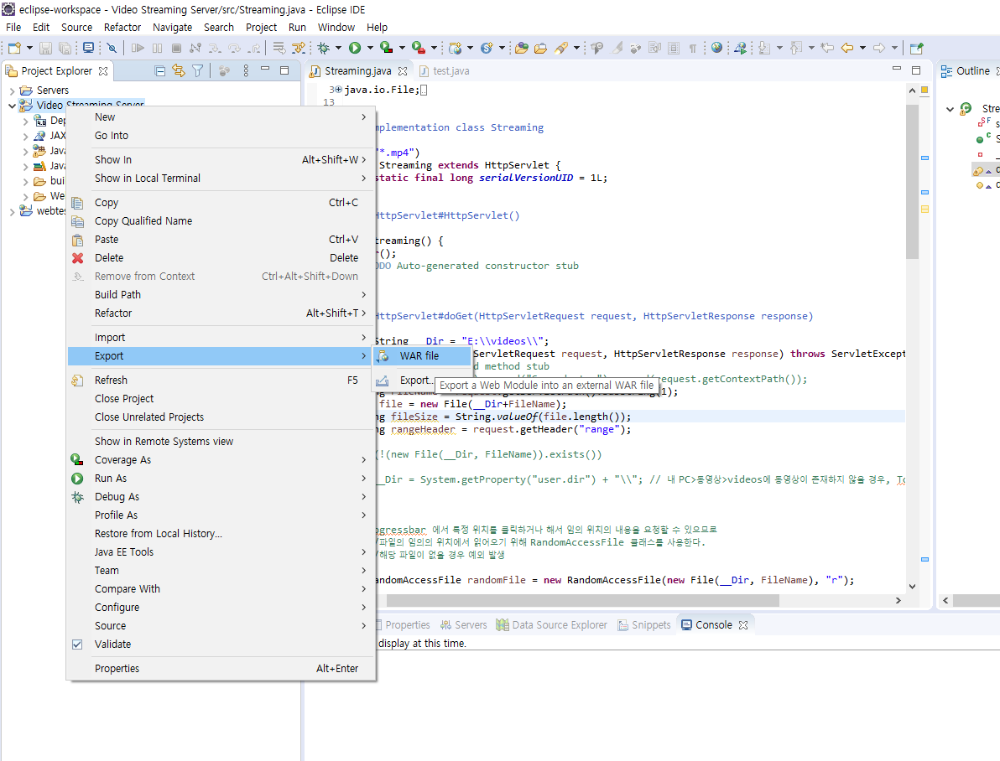 eclipse-workspace - Video Streaming Server/src/Streaming.java - Eclipse IDE
File Edit Source Refactor Navigate Search Project Run Window Help
Project Explorer
Servers
Video Streaming Server
JAX
Java
Java
webtes
New
Go Into
Show In Alt+Shift+W
Show in Local Terminal
Copy Ctrl+C
Copy Qualified Name
Paste Ctrl+V
Delete Delete
Remove from Context Ctrl+Alt+Shift+Down
Build Path
Refactor Alt+Shift+T
Import
Export
Refresh F5
Close Project
Close Unrelated Projects
Show in Remote Systems view
Coverage As
Run As
Debug As
Profile As
Restore from Local History...
Java EE Tools
Team
Compare With
Configure
Source
Validate
Properties Alt+Enter
WAR file
Export...
Export a Web Module into an external WAR file
Streaming.java test.java
3 java.io.File;
13
mplementation class Streaming
"*.mp4")
Streaming extends HttpServlet {
static final long serialVersionUID = 1L;
HttpServlet#HttpServlet()
treaming() {
r();
ODO Auto-generated constructor stub
HttpServlet#doGet(HttpServletRequest request, HttpServletResponse response)
String __Dir = "E:\\videos\\";
ServletRequest request, HttpServletResponse response) throws ServletExcept
d method stub
request.getContextPath());
file = new File(__Dir+FileName);
ng fileSize = String.valueOf(file.length());
ng rangeHeader = request.getHeader("range");
(!(new File(__Dir, FileName)).exists())
__Dir = System.getProperty("user.dir") + "\\"; // 내 PC>동영상>videos에 동영상이 존재하지 않을 경우, To
ogressbar 에서 특정 위치를 클릭하거나 해서 임의 위치의 내용을 요청할 수 있으므로
/파일의 임의의 위치에서 읽어오기 위해 RandomAccessFile 클래스를 사용한다.
/해당 파일이 없을 경우 예외 발생
andomAccessFile randomFile = new RandomAccessFile(new File(__Dir, FileName), "r");
Properties Servers Data Source Explorer Snippets Console
display at this time.
Outline
Stre